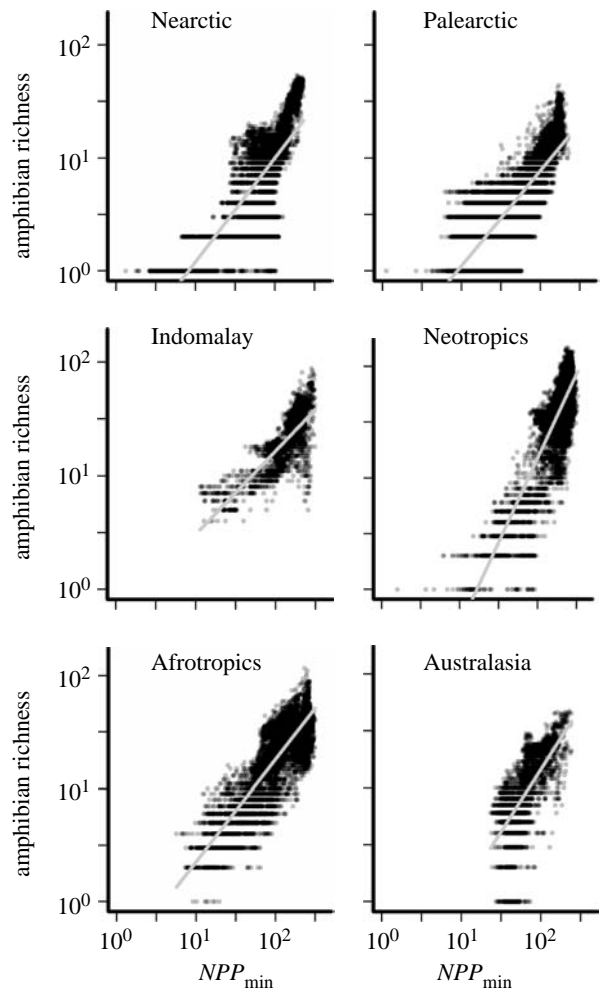 Nearctic
Palearctic
amphibian richness
10²
10¹
10⁰
Indomalay
Neotropics
amphibian richness
10²
10¹
10⁰
Afrotropics
Australasia
amphibian richness
10²
10¹
10⁰
10⁰ 10¹ 10² 10⁰ 10¹ 10²
NPPmin NPPmin